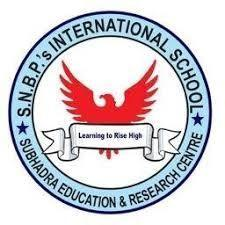 S.N.B.P.'s INTERNATIONAL SCHOOL
Learning to Rise High
SUBHADRA EDUCATION & RESEARCH CENTRE